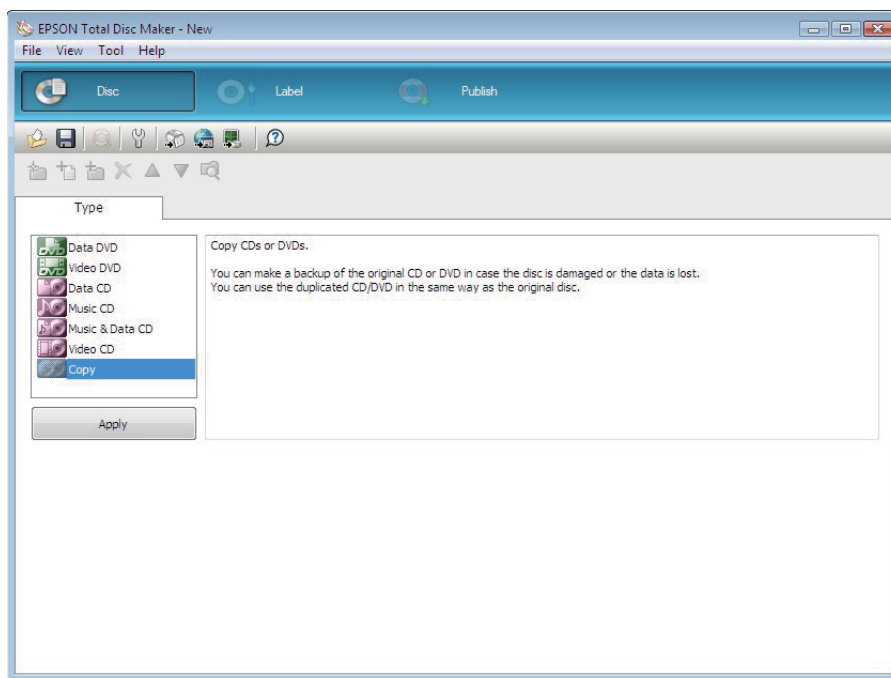 EPSON Total Disc Maker - New
File View Tool Help
Disc Label Publish
Type
DVD Data DVD
DVD Video DVD
Data CD
Music CD
Music & Data CD
Video CD
Copy
Apply
Copy CDs or DVDs.
You can make a backup of the original CD or DVD in case the disc is damaged or the data is lost.
You can use the duplicated CD/DVD in the same way as the original disc.